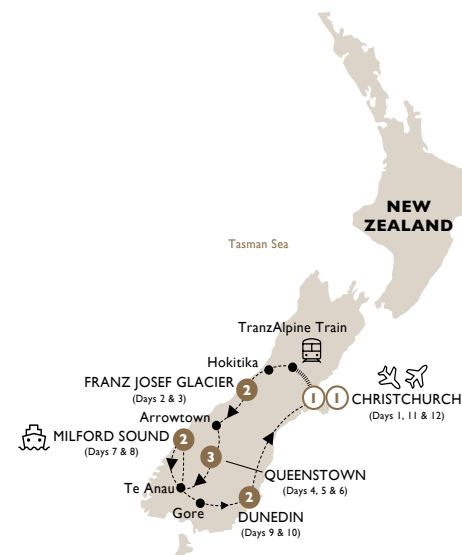 NEW
ZEALAND
Tasman Sea
TranzAlpine Train
Hokitika
FRANZ JOSEF GLACIER
(Days 2 & 3)
2
1 1
CHRISTCHURCH
(Days 1, 11 & 12)
Arrowtown
MILFORD SOUND
(Days 7 & 8)
2
3
QUEENSTOWN
(Days 4, 5 & 6)
Te Anau
Gore
2
DUNEDIN
(Days 9 & 10)